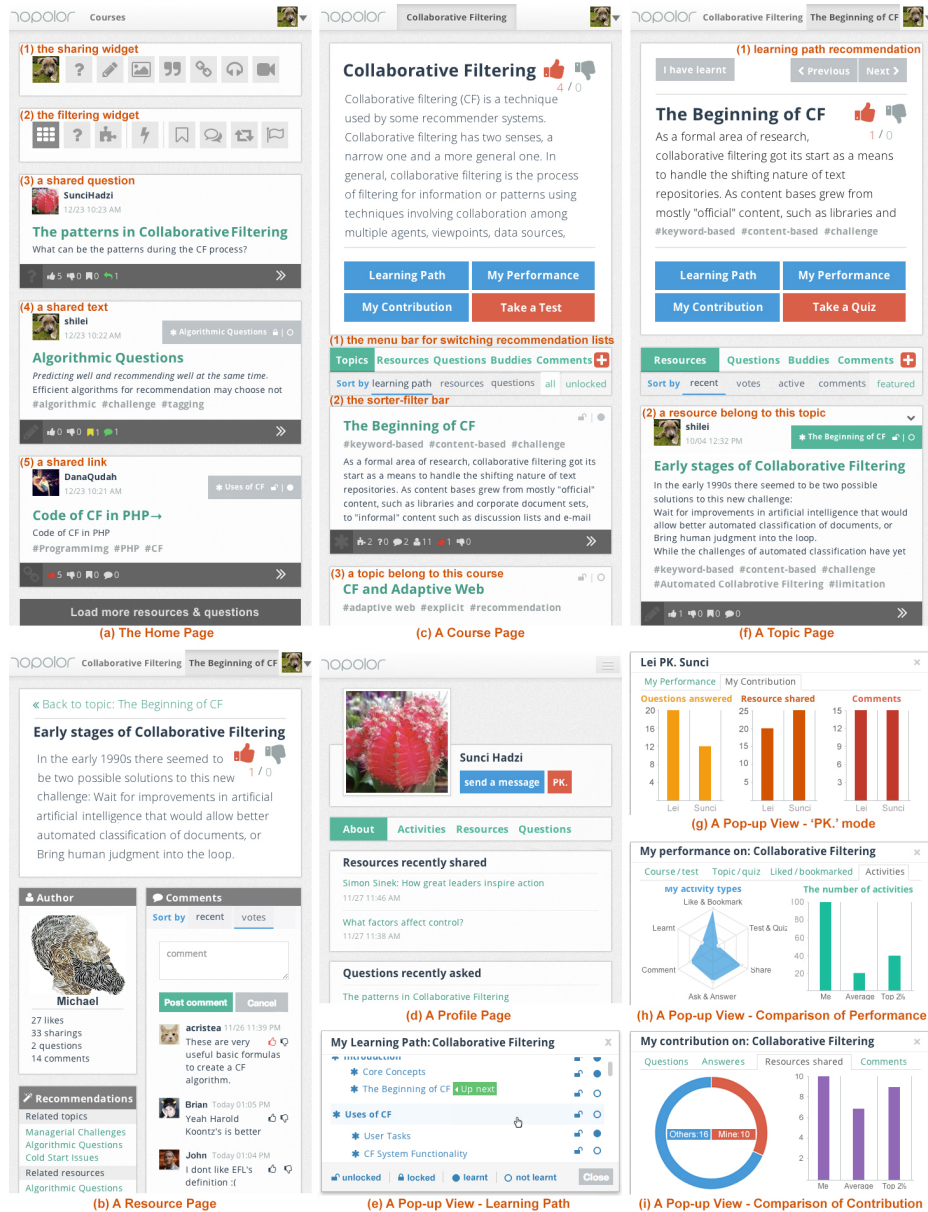 topolor Courses
(1) the sharing widget
(2) the filtering widget
(3) a shared question
SunciHadzi
12/23 10:23 AM
The patterns in Collaborative Filtering
What can be the patterns during the CF process?
5 0 0 1
(4) a shared text
shilei
12/23 10:22 AM
Algorithmic Questions
Algorithmic Questions
Predicting well and recommending well at the same time.
Efficient algorithms for recommendation may choose not
#algorithmic #challenge #tagging
0 0 1 1
(5) a shared link
DanaQudah
12/23 10:21 AM
Uses of CF
Code of CF in PHP→
Code of CF in PHP
#Programmimg #PHP #CF
5 0 0 0
Load more resources & questions
(a) The Home Page
topolor Collaborative Filtering
Collaborative Filtering
4 / 0
Collaborative filtering (CF) is a technique
used by some recommender systems.
Collaborative filtering has two senses, a
narrow one and a more general one. In
general, collaborative filtering is the process
of filtering for information or patterns using
techniques involving collaboration among
multiple agents, viewpoints, data sources,
Learning Path My Performance
My Contribution Take a Test
(1) the menu bar for switching recommendation lists
Topics Resources Questions Buddies Comments
Sort by learning path resources questions all unlocked
(2) the sorter-filter bar
The Beginning of CF
#keyword-based #content-based #challenge
As a formal area of research, collaborative filtering got its
start as a means to handle the shifting nature of text
repositories. As content bases grew from mostly "official"
content, such as libraries and corporate document sets,
to "informal" content such as discussion lists and e-mail
2 ?0 2 11 1 0
(3) a topic belong to this course
CF and Adaptive Web
#adaptive web #explicit #recommendation
(c) A Course Page
topolor Collaborative Filtering The Beginning of CF
(1) learning path recommendation
I have learnt Previous Next
The Beginning of CF
1 / 0
As a formal area of research,
collaborative filtering got its start as a means
to handle the shifting nature of text
repositories. As content bases grew from
mostly "official" content, such as libraries and
#keyword-based #content-based #challenge
Learning Path My Performance
My Contribution Take a Quiz
Resources Questions Buddies Comments
Sort by recent votes active comments featured
(2) a resource belong to this topic
shilei
10/04 12:32 PM
The Beginning of CF
Early stages of Collaborative Filtering
In the early 1990s there seemed to be two possible
solutions to this new challenge:
Wait for improvements in artificial intelligence that would
allow better automated classification of documents, or
Bring human judgment into the loop.
While the challenges of automated classification have yet
#keyword-based #content-based #challenge
#Automated Collabrotive Filtering #limitation
1 0 0 0
(f) A Topic Page
topolor Collaborative Filtering The Beginning of CF
« Back to topic: The Beginning of CF
Early stages of Collaborative Filtering
In the early 1990s there seemed to
1 / 0
be two possible solutions to this new
challenge: Wait for improvements in artificial
artificial intelligence that would allow better
automated classification of documents, or
Bring human judgment into the loop.
Author
Michael
27 likes
33 sharings
2 questions
14 comments
Recommendations
Related topics
Managerial Challenges
Algorithmic Questions
Cold Start Issues
Related resources
Algorithmic Questions
Comments
Sort by recent votes
comment
Post comment Cancel
acristea 11/26 11:39 PM
These are very
useful basic formulas
to create a CF
algorithm.
Brian Today 01:05 PM
Yeah Harold
Koontz's is better
John Today 01:04 PM
I dont like EFL's
definition :(
(b) A Resource Page
topolor
Sunci Hadzi
send a message PK.
About Activities Resources Questions
Resources recently shared
Simon Sinek: How great leaders inspire action
11/27 11:46 AM
What factors affect control?
11/27 11:38 AM
Questions recently asked
The patterns in Collaborative Filtering
(d) A Profile Page
My Learning Path: Collaborative Filtering x
Introduction
Core Concepts
The Beginning of CF Up next
Uses of CF
User Tasks
CF System Functionality
unlocked locked learnt not learnt Close
(e) A Pop-up View - Learning Path
Lei PK. Sunci x
My Performance My Contribution
Questions answered Resource shared Comments
20 25 15
16 20 12
12 15 9
8 10 6
4 5 3
Lei Sunci Lei Sunci Lei Sunci
(g) A Pop-up View - 'PK.' mode
My performance on: Collaborative Filtering x
Course/test Topic/quiz Liked/bookmarked Activities
My activity types The number of activities
Like & Bookmark
Test & Quiz
Share
Ask & Answer
Comment
Learnt
100
80
60
40
20
Me Average Top 2%
(h) A Pop-up View - Comparison of Performance
My contribution on: Collaborative Filtering x
Questions Answeres Resources shared Comments
Others:16 Mine:10
10
8
6
4
2
Me Average Top 2%
(i) A Pop-up View - Comparison of Contribution